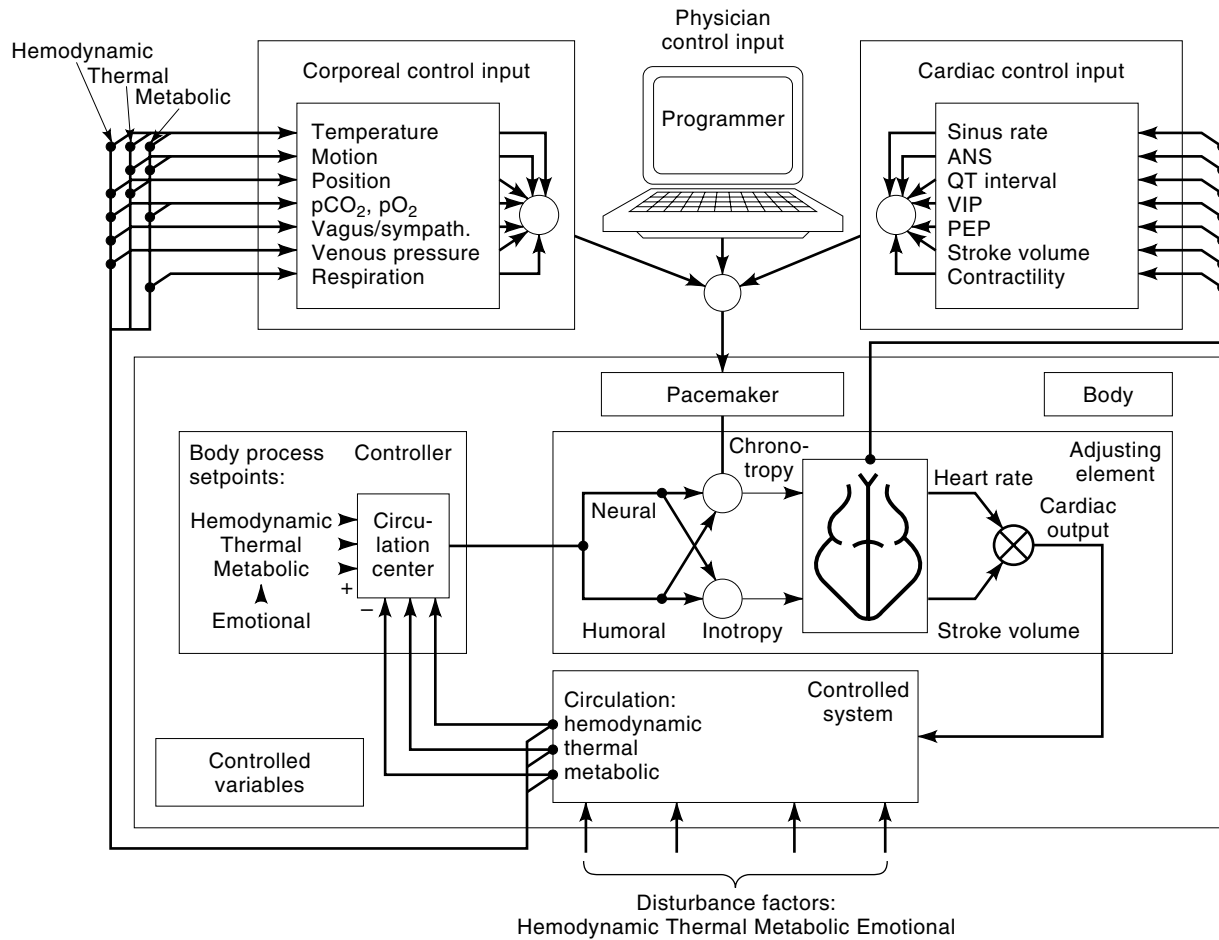 Physician
control input
Hemodynamic
Thermal
Metabolic
Corporeal control input
Temperature
Motion
Position
pCO₂, pO₂
Vagus/sympath.
Venous pressure
Respiration
Programmer
Cardiac control input
Sinus rate
ANS
QT interval
VIP
PEP
Stroke volume
Contractility
Pacemaker
Body
Body process
setpoints:
Controller
Hemodynamic
Thermal
Metabolic
+
–
Emotional
Circu-
lation
center
Neural
Humoral
Chrono-
tropy
Inotropy
Heart rate
Stroke volume
Adjusting
element
Cardiac
output
Circulation:
hemodynamic
thermal
metabolic
Controlled
system
Controlled
variables
Disturbance factors:
Hemodynamic Thermal Metabolic Emotional